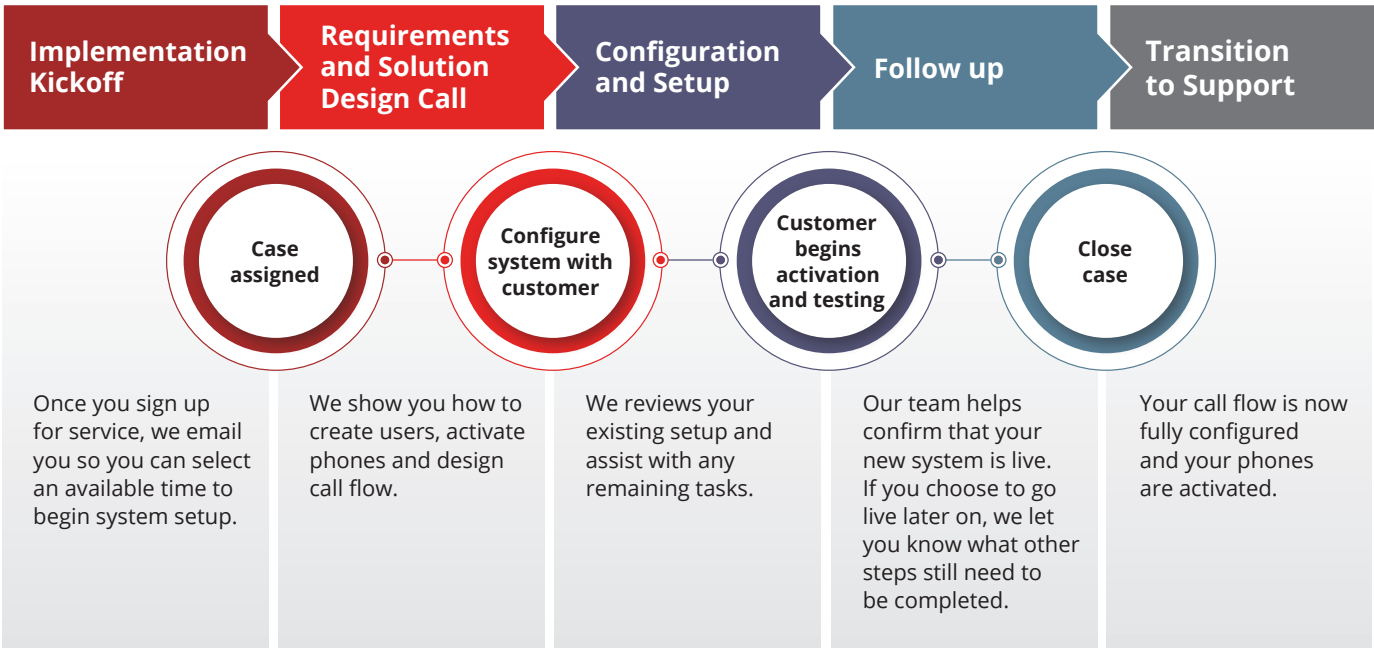 Implementation
Kickoff
Requirements
and Solution
Design Call
Configuration
and Setup
Follow up
Transition
to Support
Case
assigned
Configure
system with
customer
Customer
begins
activation
and testing
Close
case
Once you sign up
for service, we email
you so you can select
an available time to
begin system setup.
We show you how to
create users, activate
phones and design
call flow.
We reviews your
existing setup and
assist with any
remaining tasks.
Our team helps
confirm that your
new system is live.
If you choose to go
live later on, we let
you know what other
steps still need to
be completed.
Your call flow is now
fully configured
and your phones
are activated.